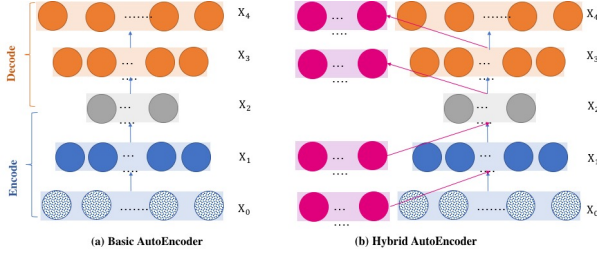 X4
X3
X2
X1
X0
Decode
Encode
(a) Basic AutoEncoder
X4
X3
X2
X1
X0
(b) Hybrid AutoEncoder